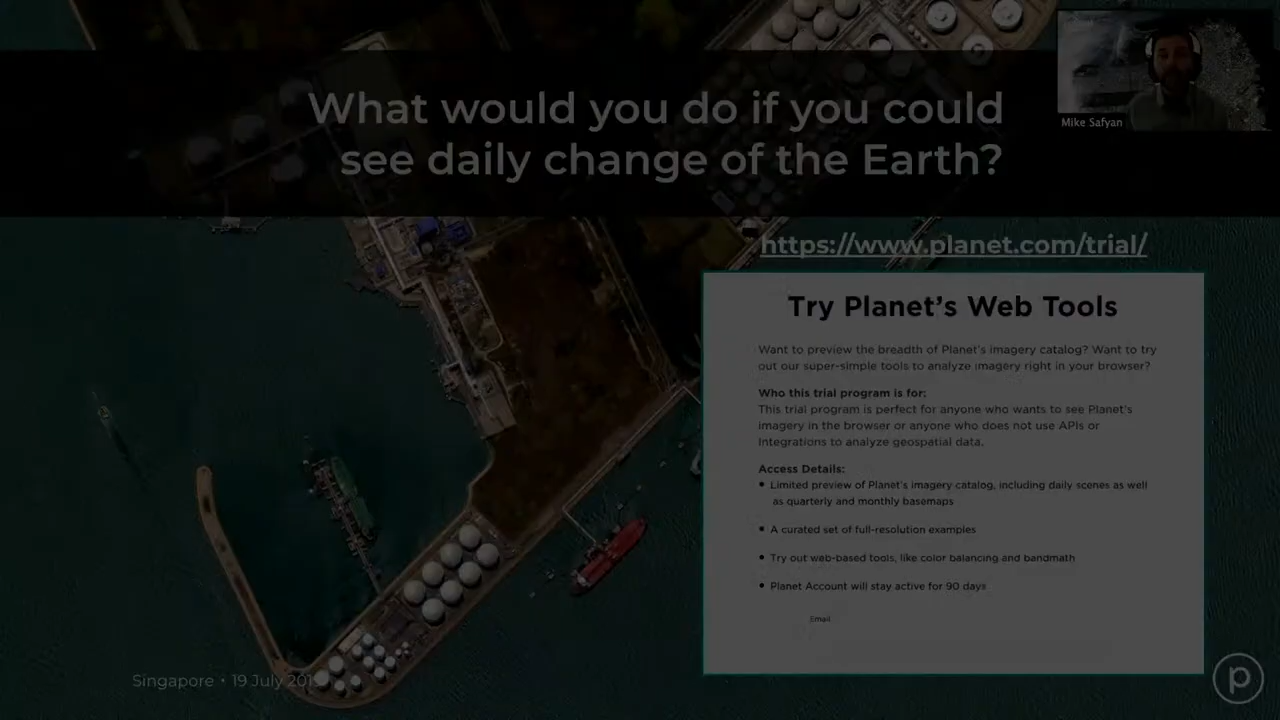 What would you do if you could
see daily change of the Earth?
Mike Safyan
https://www.planet.com/trial/
Try Planet's Web Tools
Want to preview the breadth of Planet's imagery catalog? Want to try
out our super-simple tools to analyze imagery right in your browser?
Who this trial program is for:
This trial program is perfect for anyone who wants to see Planet's
imagery in the browser or anyone who does not use APIs or
integrations to analyze geospatial data.
Access Details:
• Limited preview of Planet's imagery catalog, including daily scenes as well
as quarterly and monthly basemaps
• A curated set of full-resolution examples
• Try out web-based tools, like color balancing and bandmath
• Planet Account will stay active for 90 days
Email
Singapore • 19 July
p